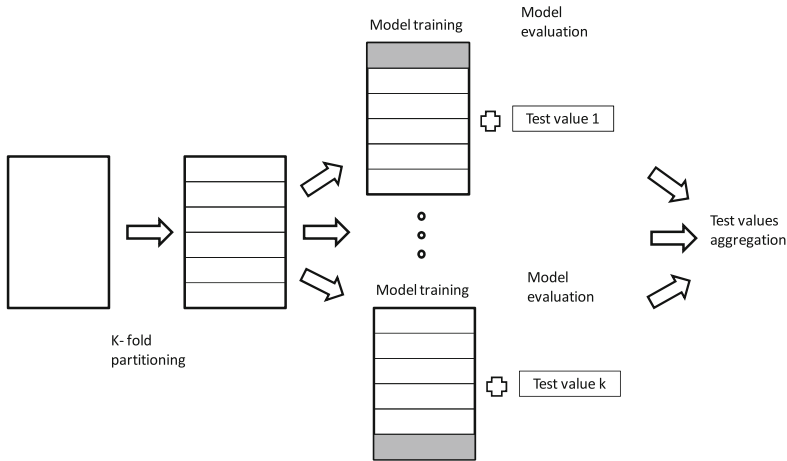 Model training
Model
evaluation
Test value 1
Test values
aggregation
Model training
Model
evaluation
K- fold
partitioning
Test value k